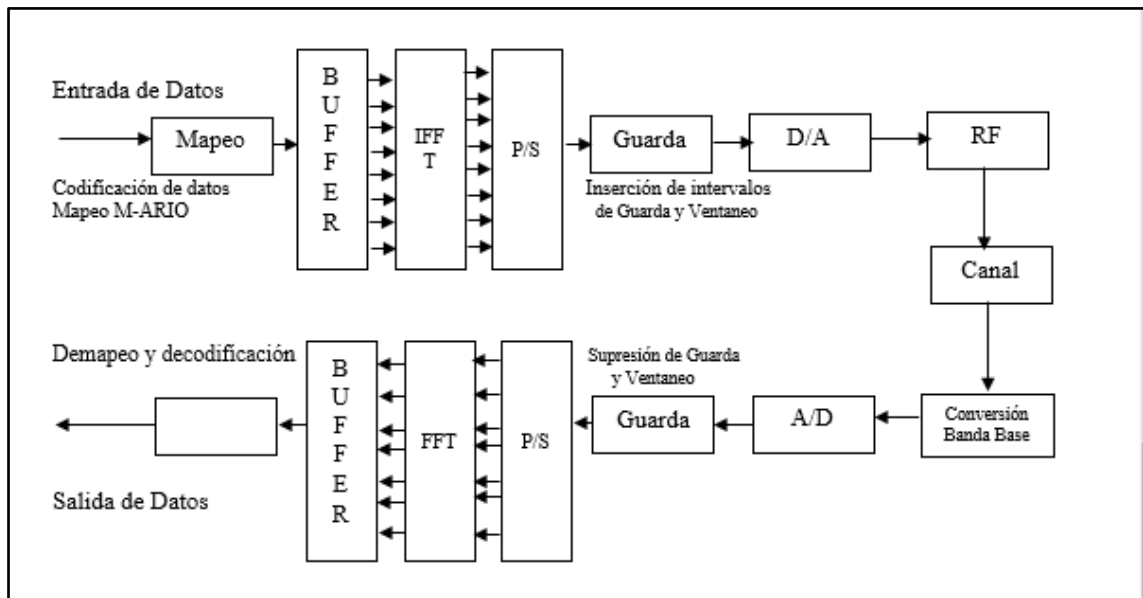 Entrada de Datos
Mapeo
Codificación de datos
Mapeo M-ARIO
B
U
F
F
E
R
IFF
T
P/S
Guarda
Inserción de intervalos
de Guarda y Ventaneo
D/A
RF
Canal
Conversión
Banda Base
A/D
Supresión de Guarda
y Ventaneo
Guarda
P/S
FFT
B
U
F
F
E
R
Demapeo y decodificación
Salida de Datos